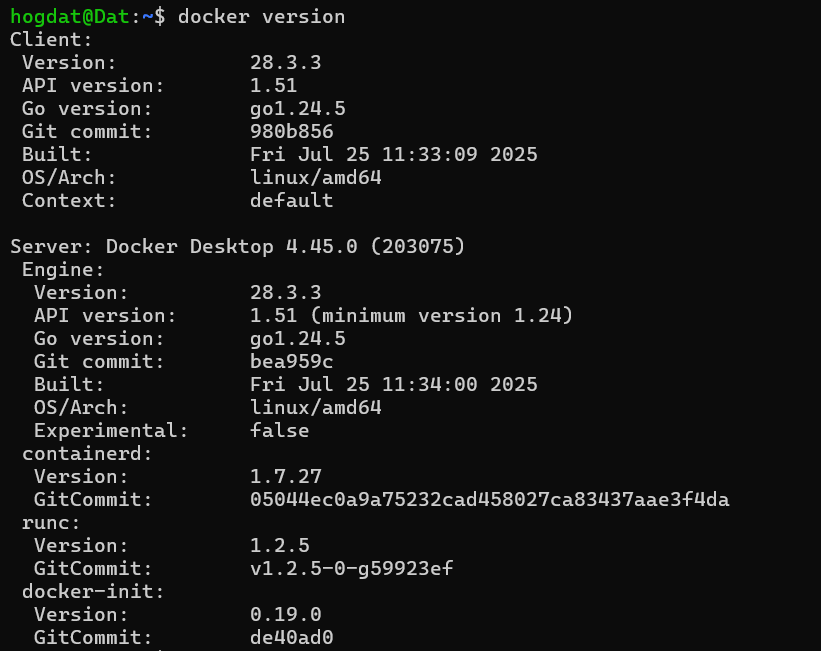 hogdat@Dat:~$ docker version
Client:
 Version:           28.3.3
 API version:       1.51
 Go version:        go1.24.5
 Git commit:        980b856
 Built:             Fri Jul 25 11:33:09 2025
 OS/Arch:           linux/amd64
 Context:           default

Server: Docker Desktop 4.45.0 (203075)
 Engine:
  Version:          28.3.3
  API version:      1.51 (minimum version 1.24)
  Go version:       go1.24.5
  Git commit:       bea959c
  Built:            Fri Jul 25 11:34:00 2025
  OS/Arch:          linux/amd64
  Experimental:     false
 containerd:
  Version:          1.7.27
  GitCommit:        05044ec0a9a75232cad458027ca83437aae3f4da
 runc:
  Version:          1.2.5
  GitCommit:        v1.2.5-0-g59923ef
 docker-init:
  Version:          0.19.0
  GitCommit:        de40ad0